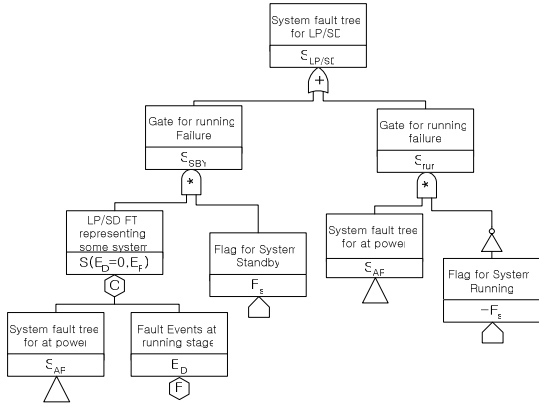 System fault tree
for LP/SD
S_LP/SD
+
Gate for running
Failure
S_SBY
*
Gate for running
failure
S_run
*
LP/SD FT
representing
some system
S(E_D=0,E_F)
C
Flag for System
Standby
F_s
System fault tree
for at power
S_AP
Flag for System
Running
-F_s
System fault tree
for at power
S_AP
Fault Events at
running stage
E_D
F